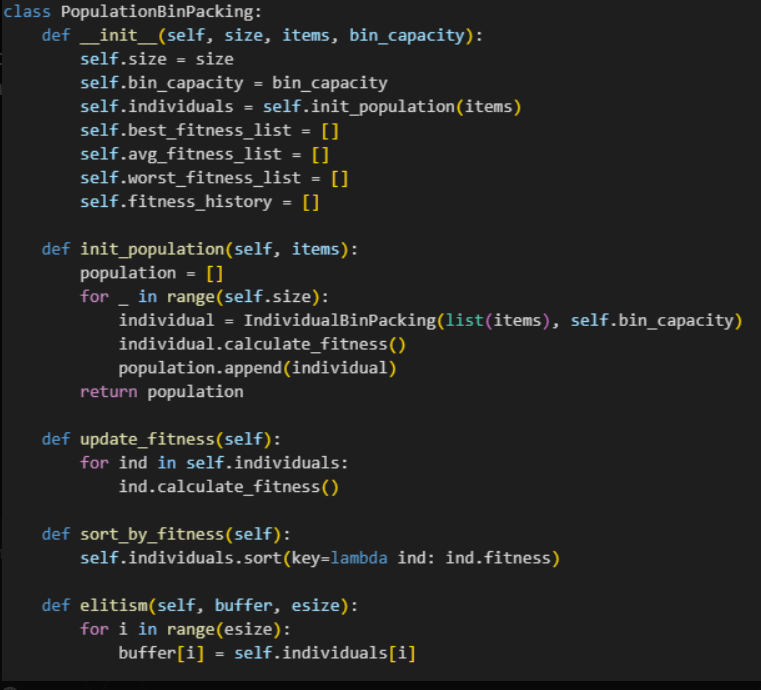 class PopulationBinPacking:
    def __init__(self, size, items, bin_capacity):
        self.size = size
        self.bin_capacity = bin_capacity
        self.individuals = self.init_population(items)
        self.best_fitness_list = []
        self.avg_fitness_list = []
        self.worst_fitness_list = []
        self.fitness_history = []

    def init_population(self, items):
        population = []
        for _ in range(self.size):
            individual = IndividualBinPacking(list(items), self.bin_capacity)
            individual.calculate_fitness()
            population.append(individual)
        return population

    def update_fitness(self):
        for ind in self.individuals:
            ind.calculate_fitness()

    def sort_by_fitness(self):
        self.individuals.sort(key=lambda ind: ind.fitness)

    def elitism(self, buffer, esize):
        for i in range(esize):
            buffer[i] = self.individuals[i]